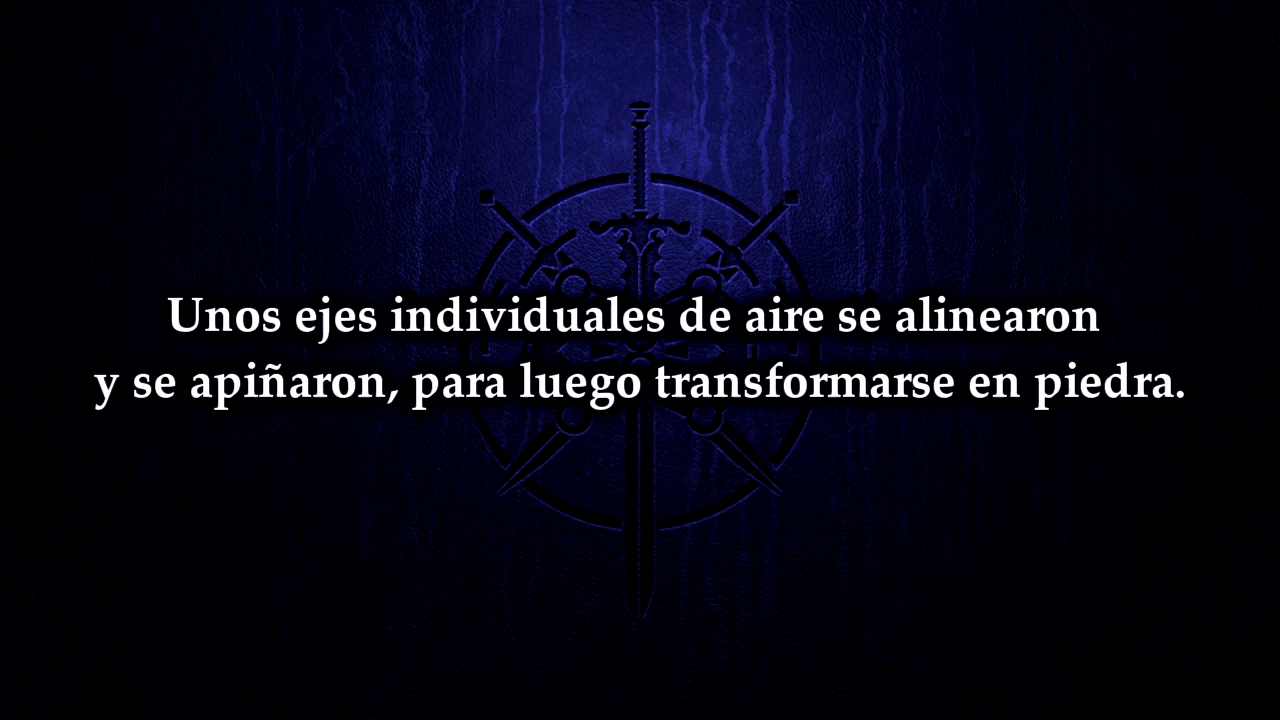 Unos ejes individuales de aire se alinearon
y se apiñaron, para luego transformarse en piedra.